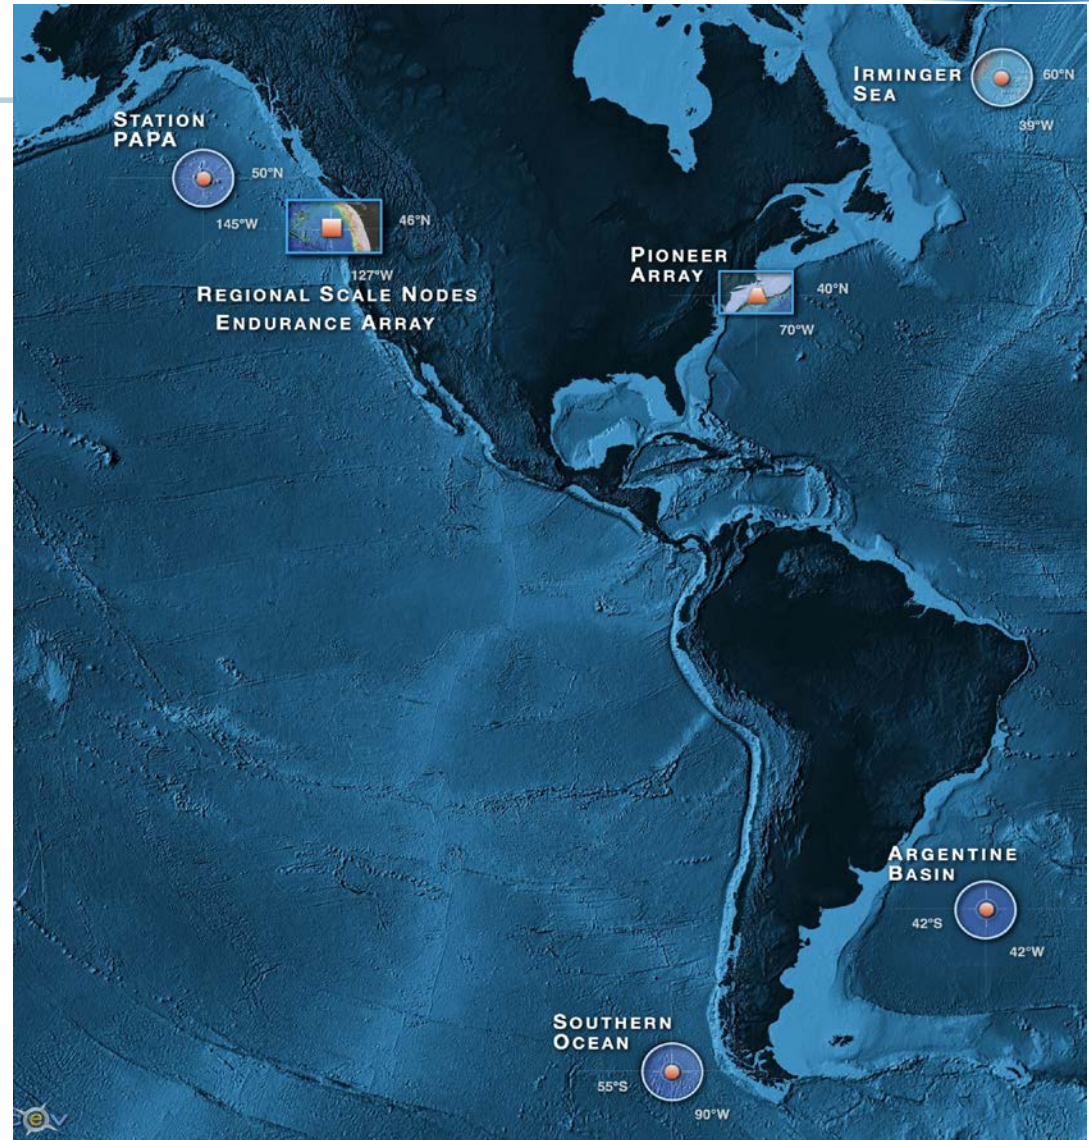 IRMINGER
SEA
60°N
39°W
STATION
PAPA
50°N
145°W
46°N
127°W
REGIONAL SCALE NODES
ENDURANCE ARRAY
PIONEER
ARRAY
40°N
70°W
ARGENTINE
BASIN
42°S
42°W
SOUTHERN
OCEAN
55°S
90°W